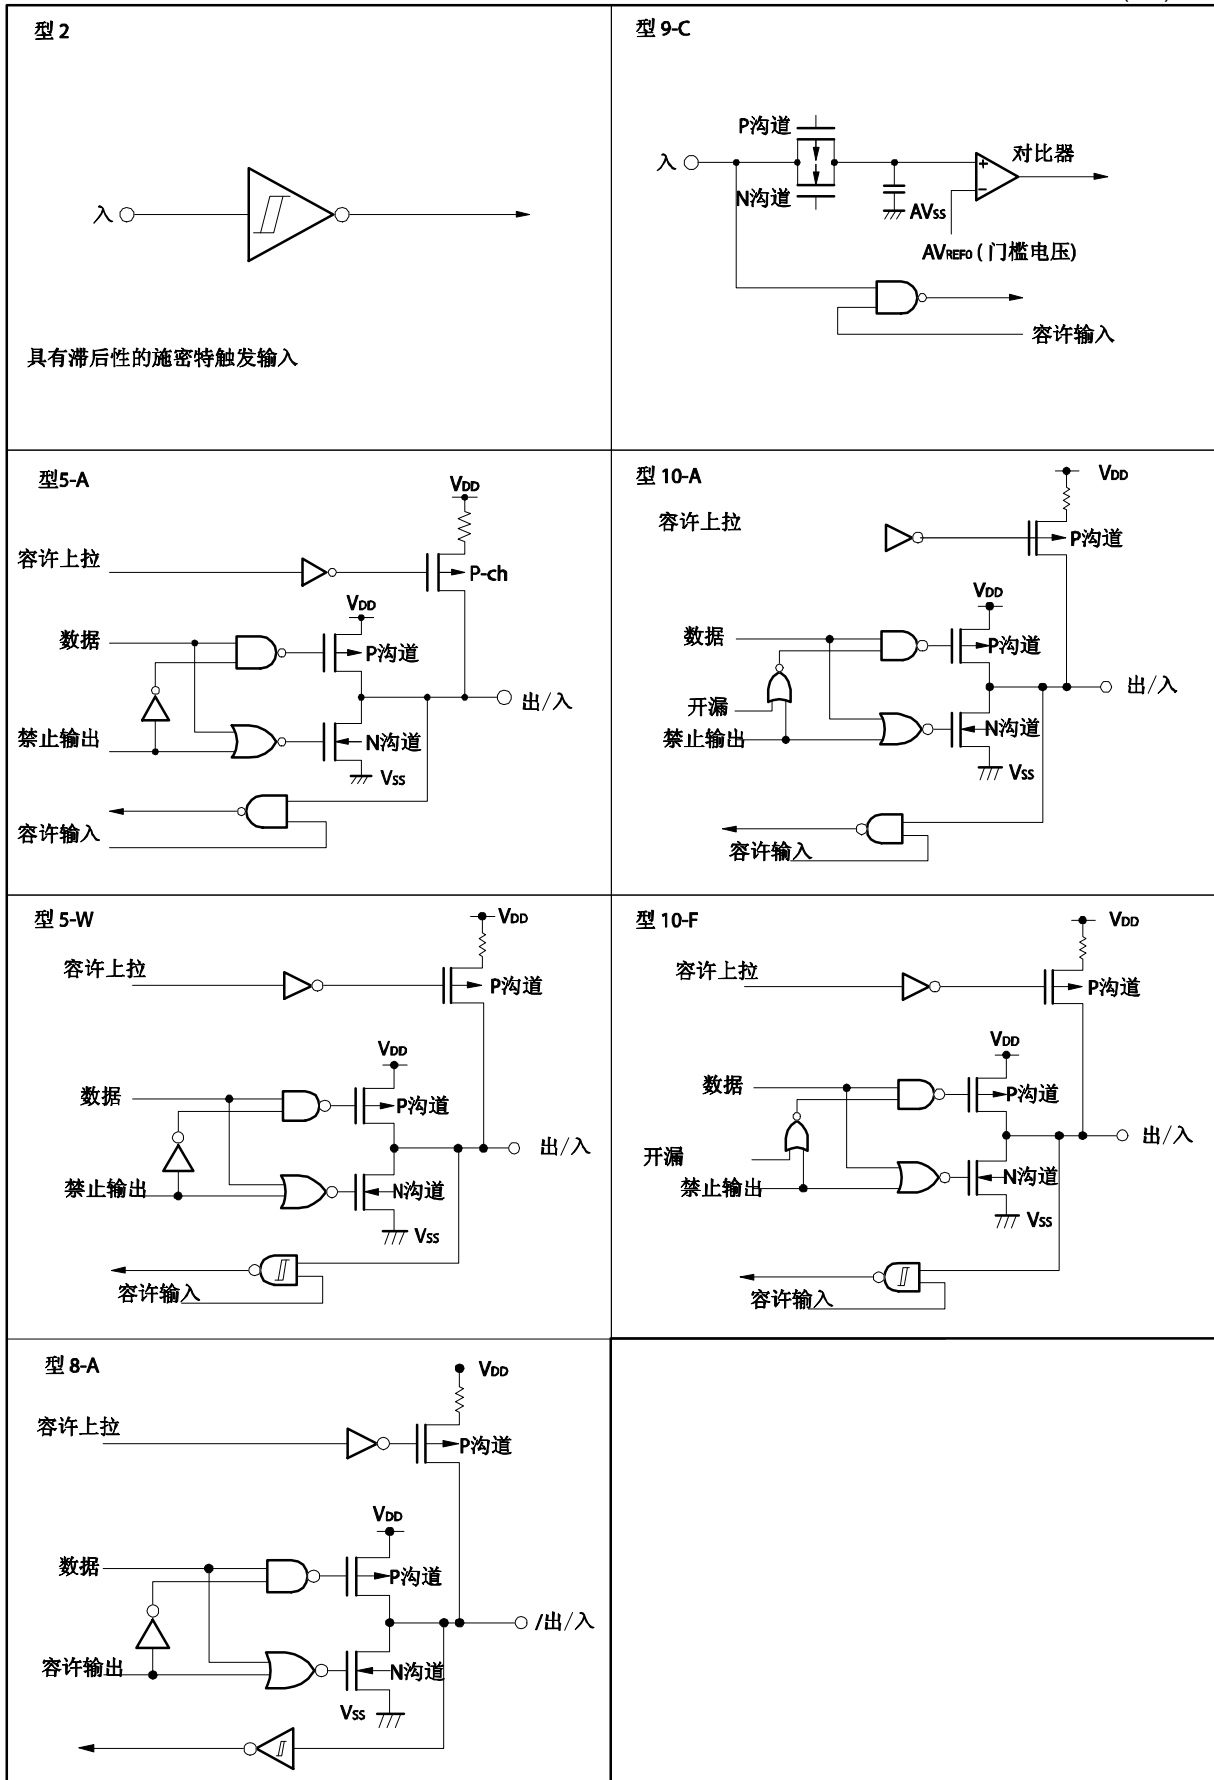 型 2
入
具有滞后性的施密特触发输入
型 9-C
P沟道
入
N沟道
对比器
+
−
AVSS
AVREF0 ( 门槛电压)
容许输入
型5-A
VDD
容许上拉
P-ch
VDD
数据
P沟道
出/入
禁止输出
N沟道
VSS
容许输入
型 10-A
VDD
容许上拉
P沟道
VDD
数据
P沟道
出/入
开漏
禁止输出
N沟道
VSS
容许输入
型 5-W
VDD
容许上拉
P沟道
VDD
数据
P沟道
出/入
禁止输出
N沟道
VSS
容许输入
型 10-F
VDD
容许上拉
P沟道
VDD
数据
P沟道
出/入
开漏
禁止输出
N沟道
VSS
容许输入
型 8-A
VDD
容许上拉
P沟道
VDD
数据
P沟道
/出/入
容许输出
N沟道
VSS